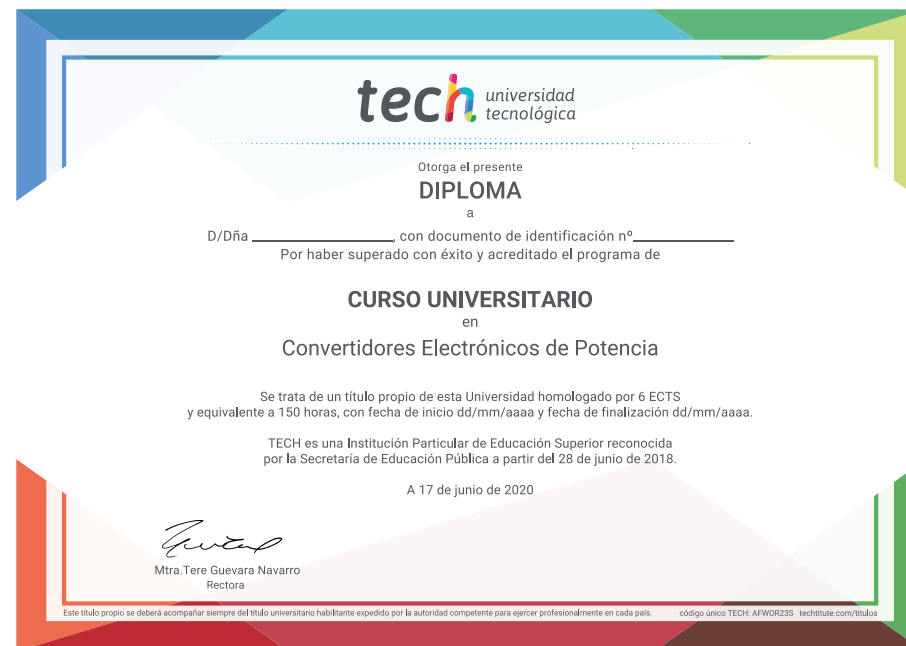 tech universidad
tecnológica
Otorga el presente
DIPLOMA
a
D/Dña ______________, con documento de identificación nº__________
Por haber superado con éxito y acreditado el programa de
CURSO UNIVERSITARIO
en
Convertidores Electrónicos de Potencia
Se trata de un título propio de esta Universidad homologado por 6 ECTS
y equivalente a 150 horas, con fecha de inicio dd/mm/aaaa y fecha de finalización dd/mm/aaaa.
TECH es una Institución Particular de Educación Superior reconocida
por la Secretaría de Educación Pública a partir del 28 de junio de 2018.
A 17 de junio de 2020
Mtra.Tere Guevara Navarro
Rectora
Este título propio se deberá acompañar siempre del título universitario habilitante expedido por la autoridad competente para ejercer profesionalmente en cada país. código único TECH: AFWOR23S techtitute.com/titulos